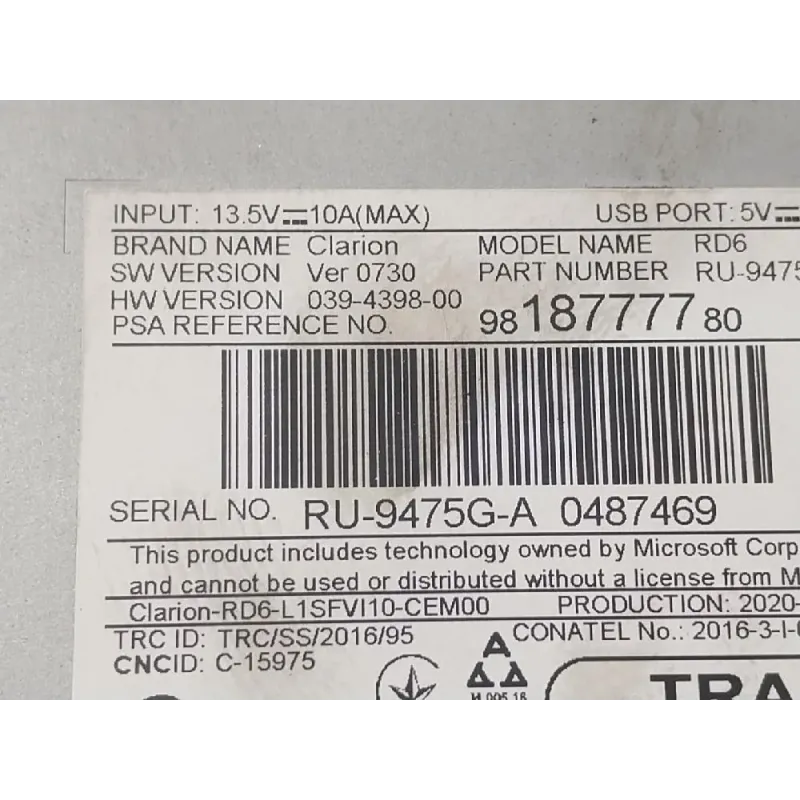 INPUT: 13.5V⎓10A(MAX) USB PORT: 5V⎓
BRAND NAME Clarion MODEL NAME RD6
SW VERSION Ver 0730 PART NUMBER RU-9475
HW VERSION 039-4398-00
PSA REFERENCE NO. 98 187777 80
SERIAL NO. RU-9475G-A 0487469
This product includes technology owned by Microsoft Corp
and cannot be used or distributed without a license from M
Clarion-RD6-L1SFVI10-CEM00 PRODUCTION: 2020-
TRC ID: TRC/SS/2016/95 CONATEL No.: 2016-3-I-
CNCID: C-15975
H 005 18
TRA